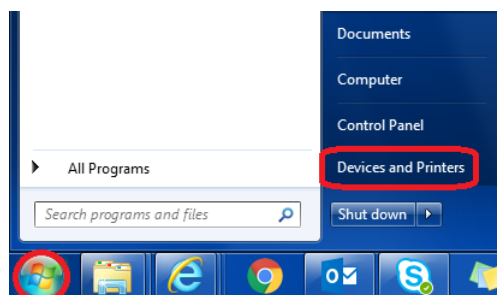 Documents
Computer
Control Panel
All Programs
Devices and Printers
Search programs and files
Shut down